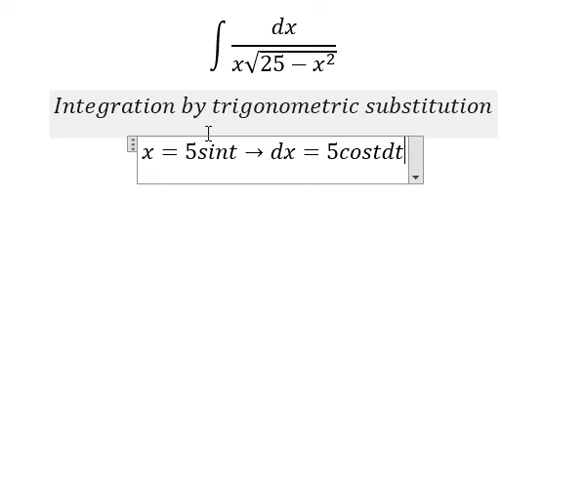 ∫ dx / x√25 − x²
Integration by trigonometric substitution
x = 5sint → dx = 5costdt